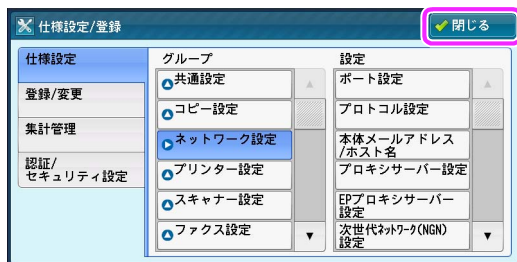 仕様設定/登録
閉じる
仕様設定
登録/変更
集計管理
認証/
セキュリティ設定
グループ
共通設定
コピー設定
ネットワーク設定
プリンター設定
スキャナー設定
ファクス設定
設定
ポート設定
プロトコル設定
本体メールアドレス
/ホスト名
プロキシサーバー設定
EPプロキシサーバー
設定
次世代ネットワーク(NGN)
設定